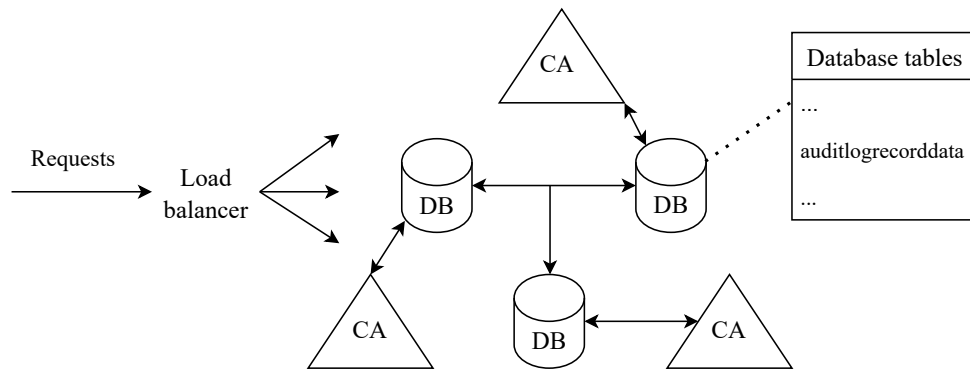 Requests
Load
balancer
DB
CA
CA
DB
DB
CA
Database tables
...
auditlogrecorddata
...